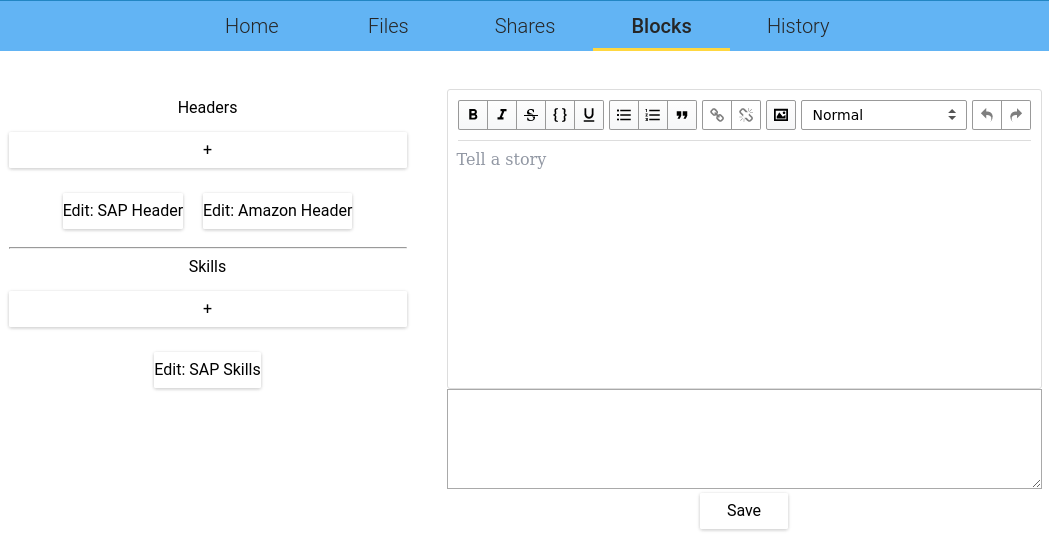 Home Files Shares Blocks History
Headers
+
Edit: SAP Header Edit: Amazon Header
Skills
+
Edit: SAP Skills
B I S {} U Normal
Tell a story
Save